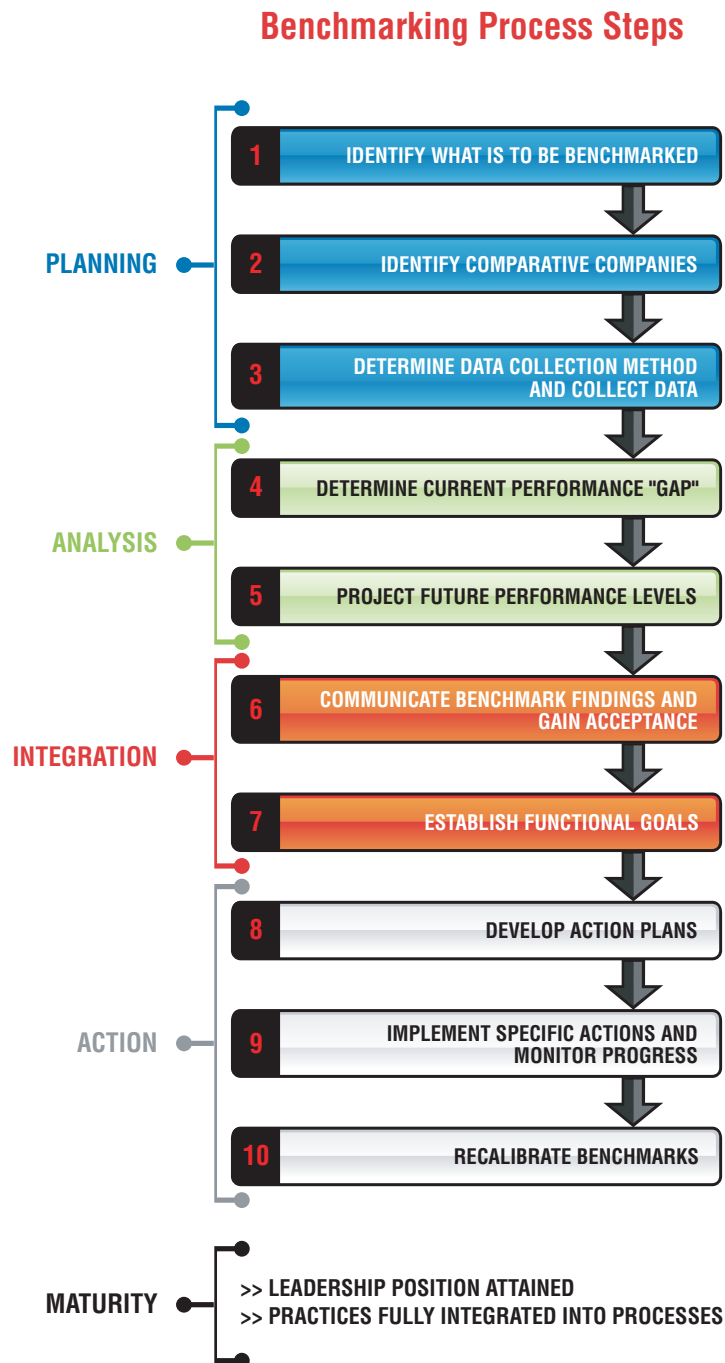 Benchmarking Process Steps
1
IDENTIFY WHAT IS TO BE BENCHMARKED
PLANNING
2
IDENTIFY COMPARATIVE COMPANIES
3
DETERMINE DATA COLLECTION METHOD
AND COLLECT DATA
4
DETERMINE CURRENT PERFORMANCE "GAP"
ANALYSIS
5
PROJECT FUTURE PERFORMANCE LEVELS
6
COMMUNICATE BENCHMARK FINDINGS AND
GAIN ACCEPTANCE
INTEGRATION
7
ESTABLISH FUNCTIONAL GOALS
8
DEVELOP ACTION PLANS
ACTION
9
IMPLEMENT SPECIFIC ACTIONS AND
MONITOR PROGRESS
10
RECALIBRATE BENCHMARKS
MATURITY
>> LEADERSHIP POSITION ATTAINED
>> PRACTICES FULLY INTEGRATED INTO PROCESSES